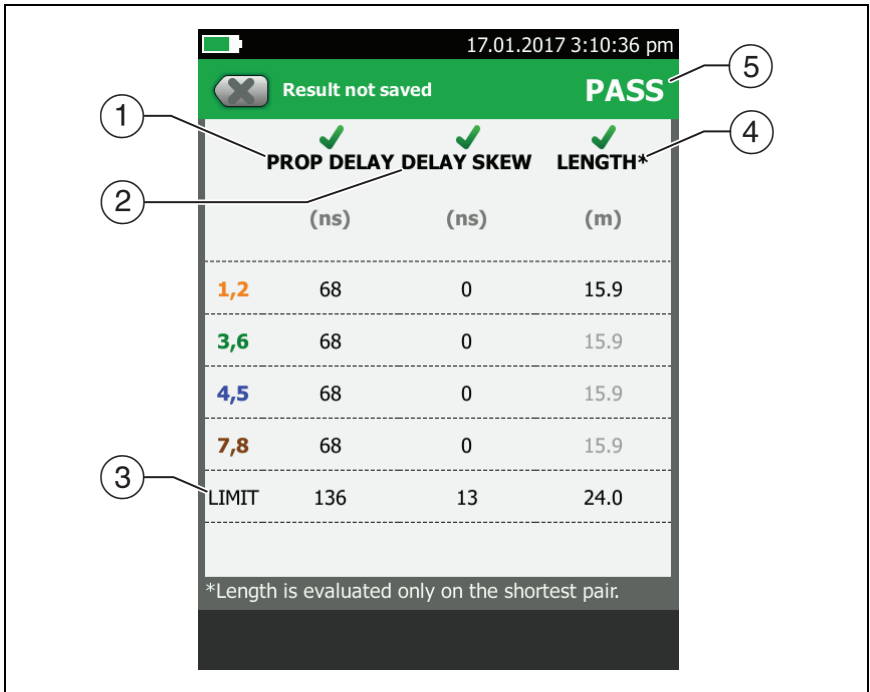 17.01.2017 3:10:36 pm
Result not saved PASS
5
1
4
PROP DELAY DELAY SKEW LENGTH*
2
(ns) (ns) (m)
1,2 68 0 15.9
3,6 68 0 15.9
4,5 68 0 15.9
7,8 68 0 15.9
3
LIMIT 136 13 24.0
*Length is evaluated only on the shortest pair.